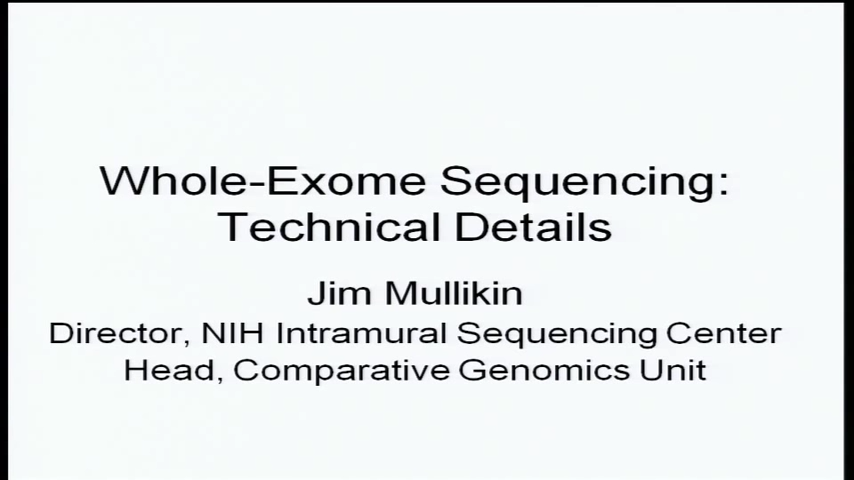 Whole-Exome Sequencing:
Technical Details
Jim Mullikin
Director, NIH Intramural Sequencing Center
Head, Comparative Genomics Unit